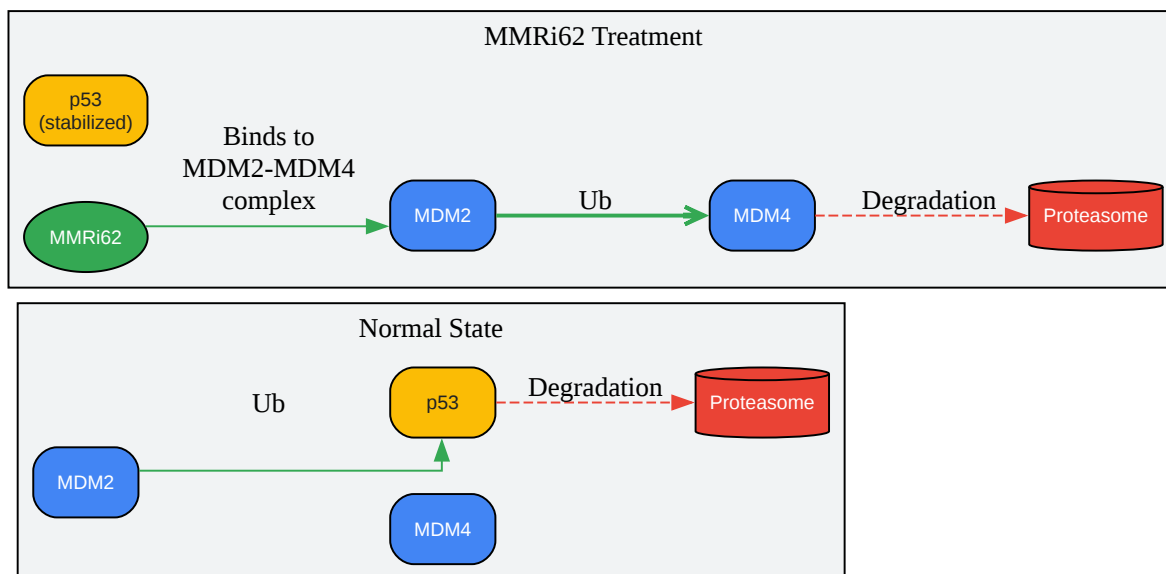 MMRi62 Treatment
p53
(stabilized)
Binds to
MDM2-MDM4
complex
MMRi62
MDM2
Ub
MDM4
Degradation
Proteasome
Normal State
Ub
p53
Degradation
Proteasome
MDM2
MDM4